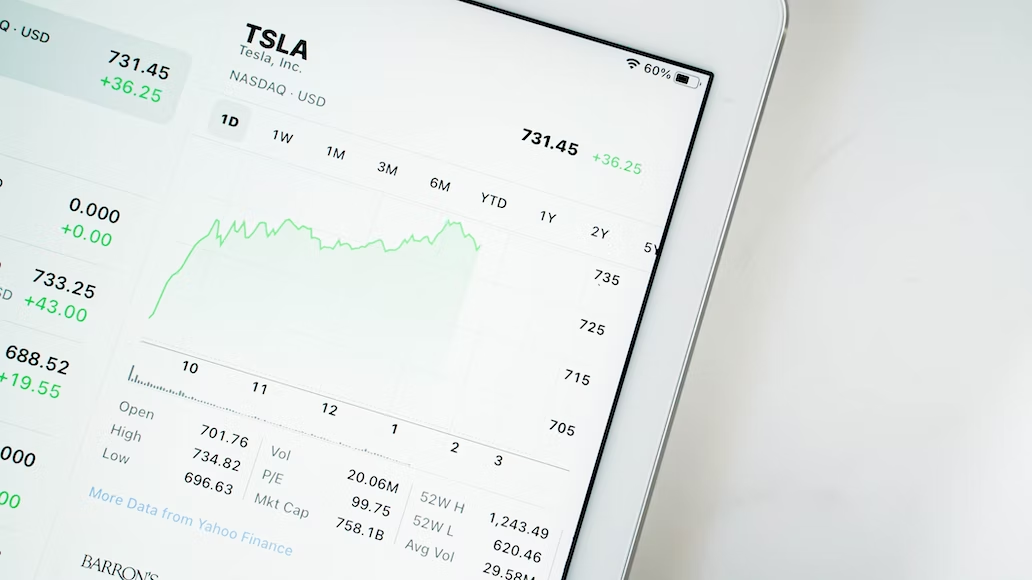 Q · USD
731.45
+36.25
0.000
+0.00
733.25
+43.00
688.52
+19.55
000
00
60%
TSLA
Tesla, Inc.
NASDAQ · USD
731.45 +36.25
1D 1W 1M 3M 6M YTD 1Y 2Y 5Y
735
725
715
705
10 11 12 1 2 3
Open 701.76
High 734.82
Low 696.63
Vol 20.06M
P/E 99.75
Mkt Cap 758.1B
52W H 1,243.49
52W L 620.46
Avg Vol 29.58M
More Data from Yahoo Finance
BARRON'S